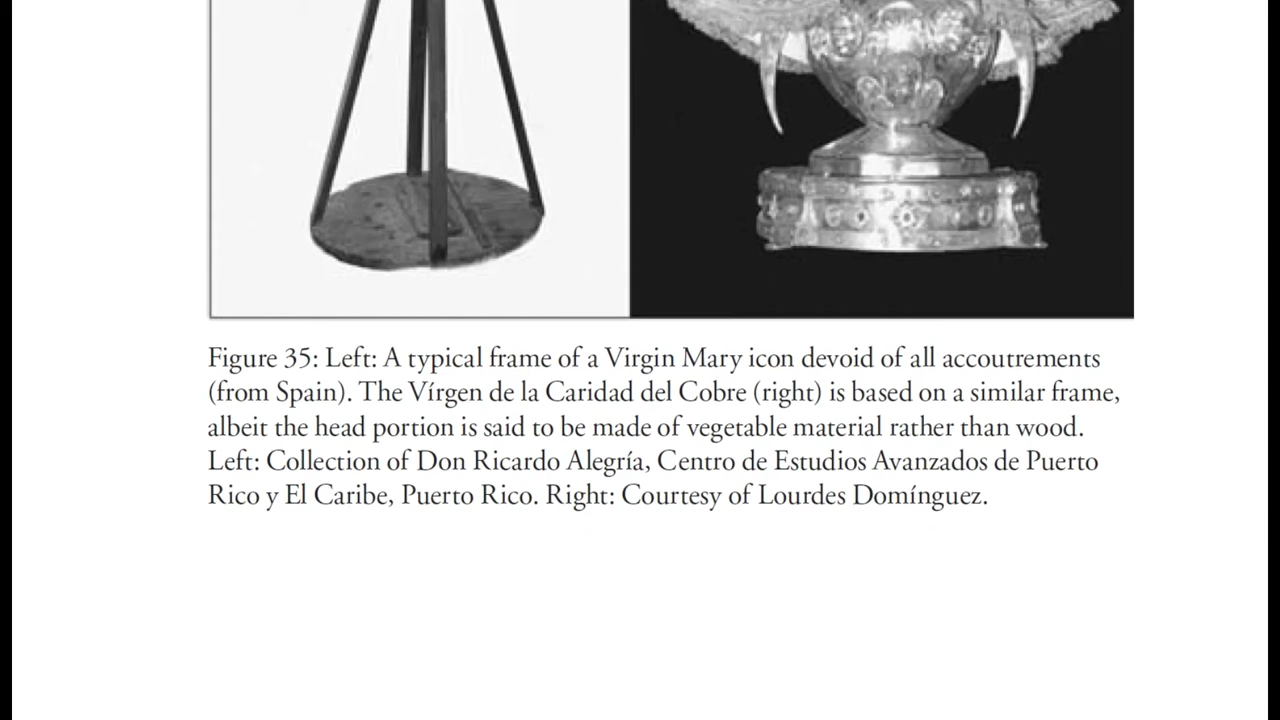 Figure 35: Left: A typical frame of a Virgin Mary icon devoid of all accoutrements
(from Spain). The Vírgen de la Caridad del Cobre (right) is based on a similar frame,
albeit the head portion is said to be made of vegetable material rather than wood.
Left: Collection of Don Ricardo Alegría, Centro de Estudios Avanzados de Puerto
Rico y El Caribe, Puerto Rico. Right: Courtesy of Lourdes Domínguez.